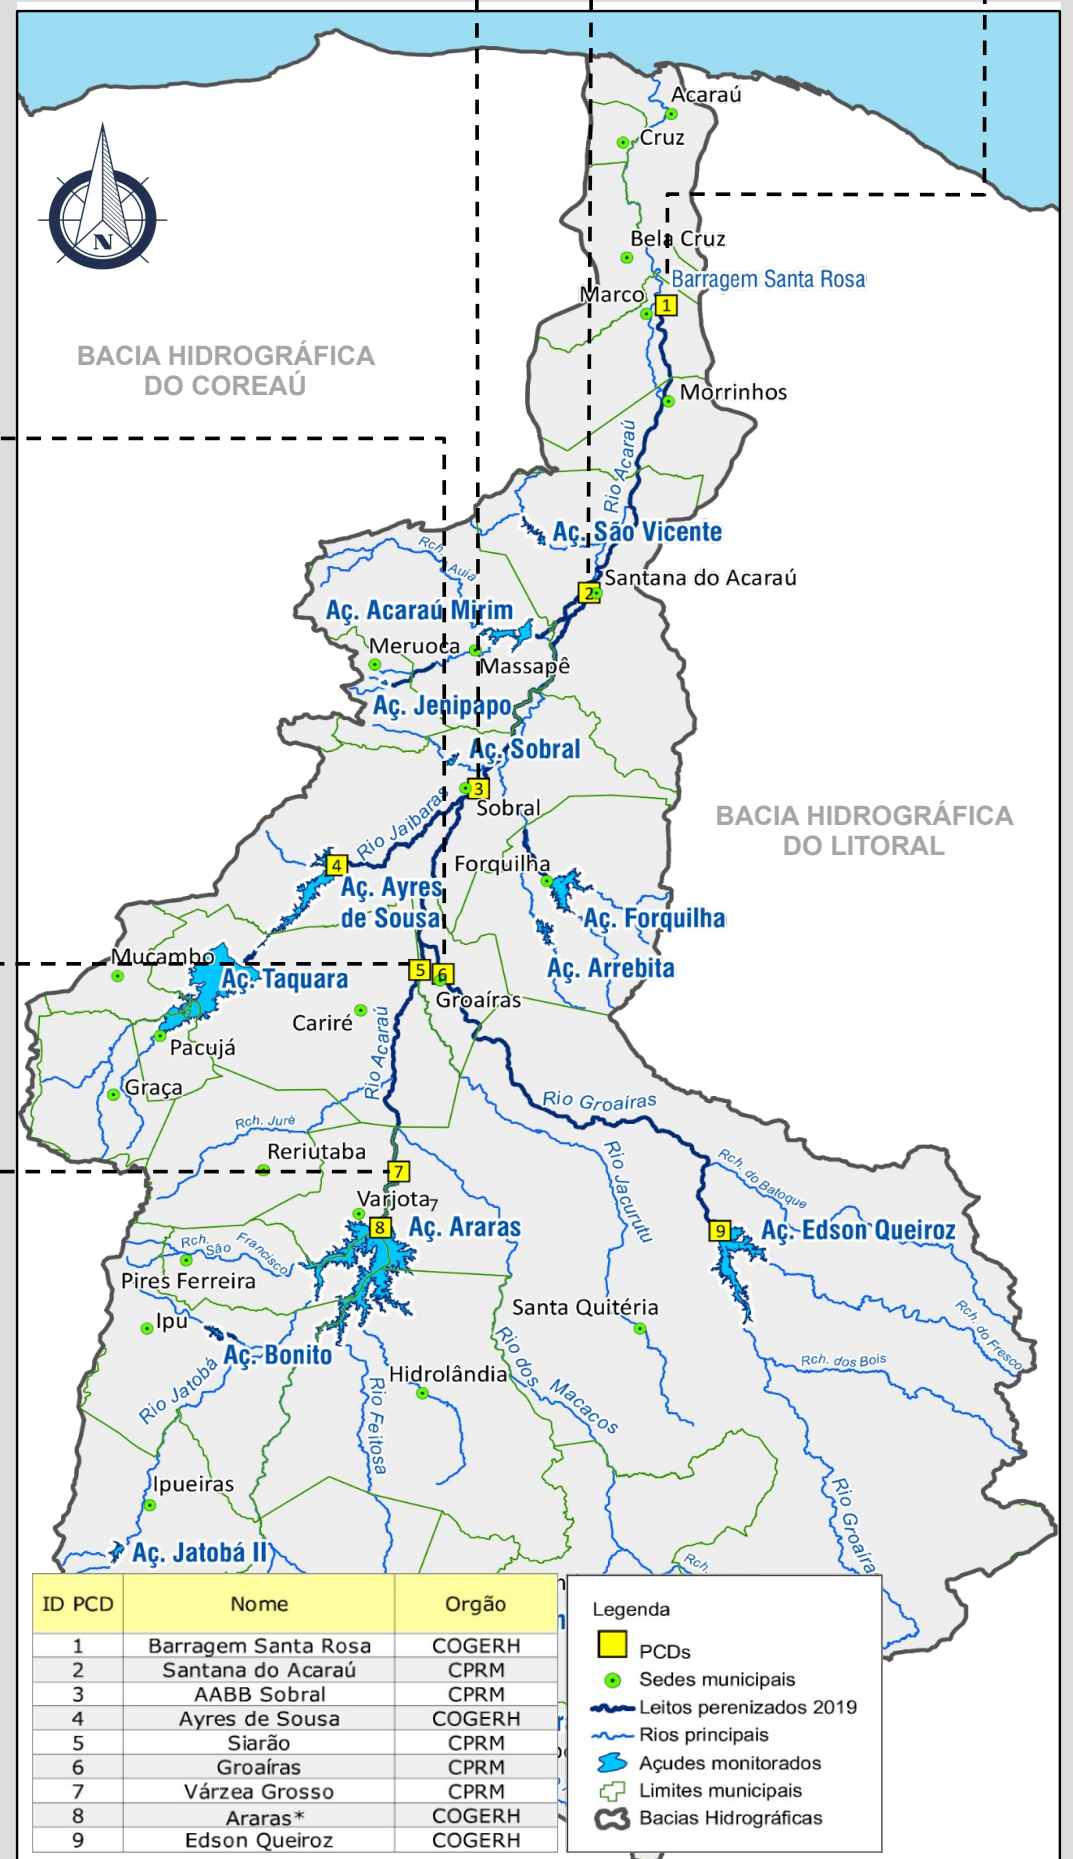 Acaraú
Cruz
N
Bela Cruz
Barragem Santa Rosa
Marco
1
BACIA HIDROGRÁFICA
DO COREAÚ
Morrinhos
Rio Acaraú
Aç. São Vicente
Rch. Auiá
Santana do Acaraú
2
Aç. Acaraú Mirim
Meruoca
Massapê
Aç. Jenipapo
Aç. Sobral
3
Sobral
BACIA HIDROGRÁFICA
DO LITORAL
Rio Jaibaras
Forquilha
4
Aç. Ayres
de Sousa
Aç. Forquilha
Mucambo
Aç. Taquara
5
6
Aç. Arrebita
Groaíras
Cariré
Pacujá
Rio Acaraú
Graça
Rio Groaíras
Rch. Juré
Reriutaba
Rio Jacurutu
Rch. do Batoque
7
Varjota
7
8
Aç. Araras
9
Aç. Edson Queiroz
Rch. São Francisco
Pires Ferreira
Santa Quitéria
Ipu
Rch. do Fresco
Aç. Bonito
Rio dos Macacos
Rch. dos Bois
Rio Jatobá
Hidrolândia
Rio Feitosa
Ipueiras
Rio Groaíra
Aç. Jatobá II
Rch.
ID PCD Nome Orgão
1 Barragem Santa Rosa COGERH
2 Santana do Acaraú CPRM
3 AABB Sobral CPRM
4 Ayres de Sousa COGERH
5 Siarão CPRM
6 Groaíras CPRM
7 Várzea Grosso CPRM
8 Araras* COGERH
9 Edson Queiroz COGERH
Legenda
PCDs
Sedes municipais
Leitos perenizados 2019
Rios principais
Açudes monitorados
Limites municipais
Bacias Hidrográficas